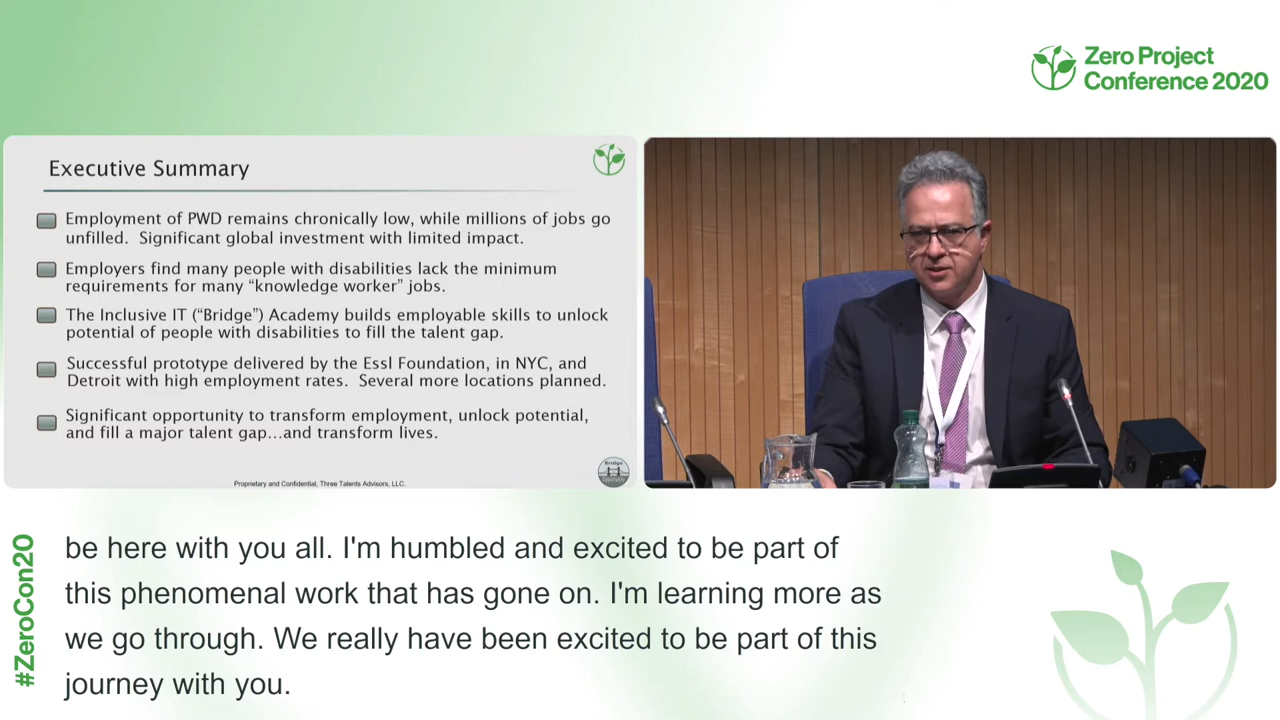 Zero Project
Conference 2020
Executive Summary
Employment of PWD remains chronically low, while millions of jobs go
unfilled. Significant global investment with limited impact.
Employers find many people with disabilities lack the minimum
requirements for many “knowledge worker” jobs.
The Inclusive IT (“Bridge”) Academy builds employable skills to unlock
potential of people with disabilities to fill the talent gap.
Successful prototype delivered by the Essl Foundation, in NYC, and
Detroit with high employment rates. Several more locations planned.
Significant opportunity to transform employment, unlock potential,
and fill a major talent gap...and transform lives.
Proprietary and Confidential, Three Talents Advisors, LLC.
Bridge
Opportunity
#ZeroCon20
be here with you all. I'm humbled and excited to be part of
this phenomenal work that has gone on. I'm learning more as
we go through. We really have been excited to be part of this
journey with you.